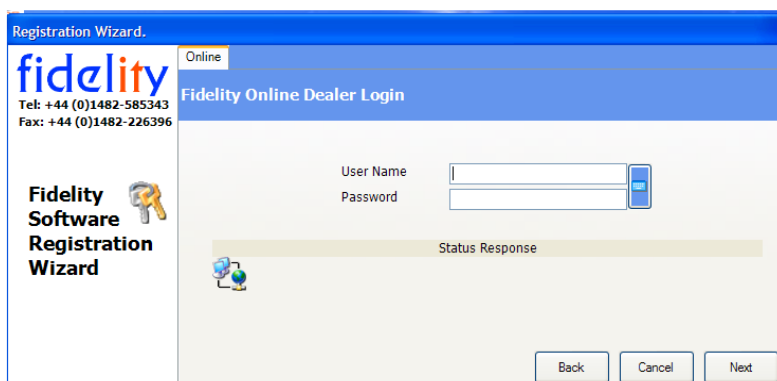 Registration Wizard.
fidelity
Tel: +44 (0)1482-585343
Fax: +44 (0)1482-226396
Fidelity
Software
Registration
Wizard
Online
Fidelity Online Dealer Login
User Name
Password
Status Response
Back
Cancel
Next